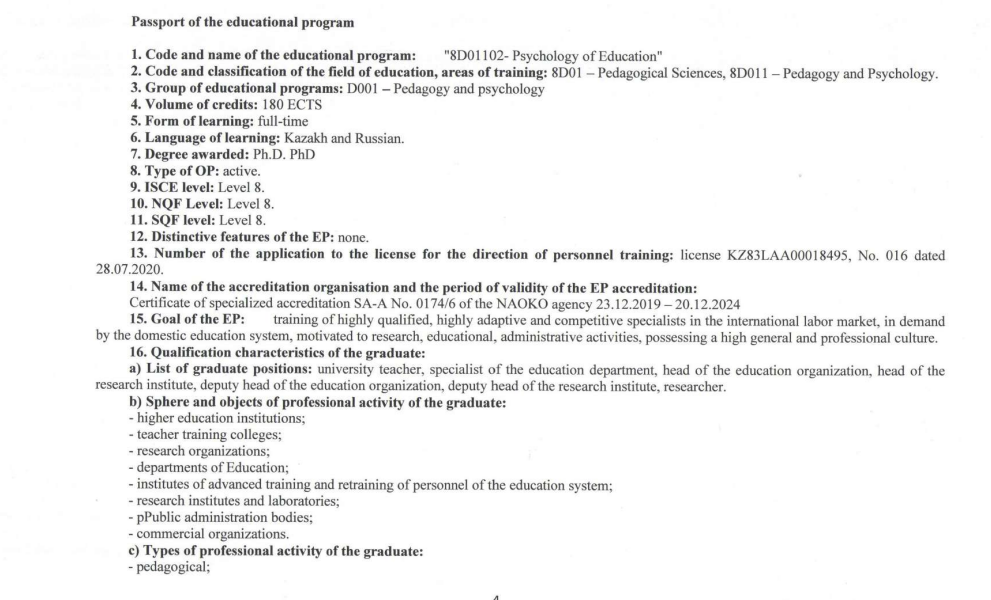 Passport of the educational program
1. Code and name of the educational program: "8D01102- Psychology of Education"
2. Code and classification of the field of education, areas of training: 8D01 – Pedagogical Sciences, 8D011 – Pedagogy and Psychology.
3. Group of educational programs: D001 – Pedagogy and psychology
4. Volume of credits: 180 ECTS
5. Form of learning: full-time
6. Language of learning: Kazakh and Russian.
7. Degree awarded: Ph.D. PhD
8. Type of OP: active.
9. ISCE level: Level 8.
10. NQF Level: Level 8.
11. SQF level: Level 8.
12. Distinctive features of the EP: none.
13. Number of the application to the license for the direction of personnel training: license KZ83LAA00018495, No. 016 dated
28.07.2020.
14. Name of the accreditation organisation and the period of validity of the EP accreditation:
Certificate of specialized accreditation SA-A No. 0174/6 of the NAOKO agency 23.12.2019 – 20.12.2024
15. Goal of the EP: training of highly qualified, highly adaptive and competitive specialists in the international labor market, in demand
by the domestic education system, motivated to research, educational, administrative activities, possessing a high general and professional culture.
16. Qualification characteristics of the graduate:
a) List of graduate positions: university teacher, specialist of the education department, head of the education organization, head of the
research institute, deputy head of the education organization, deputy head of the research institute, researcher.
b) Sphere and objects of professional activity of the graduate:
- higher education institutions;
- teacher training colleges;
- research organizations;
- departments of Education;
- institutes of advanced training and retraining of personnel of the education system;
- research institutes and laboratories;
- pPublic administration bodies;
- commercial organizations.
c) Types of professional activity of the graduate:
- pedagogical;
4